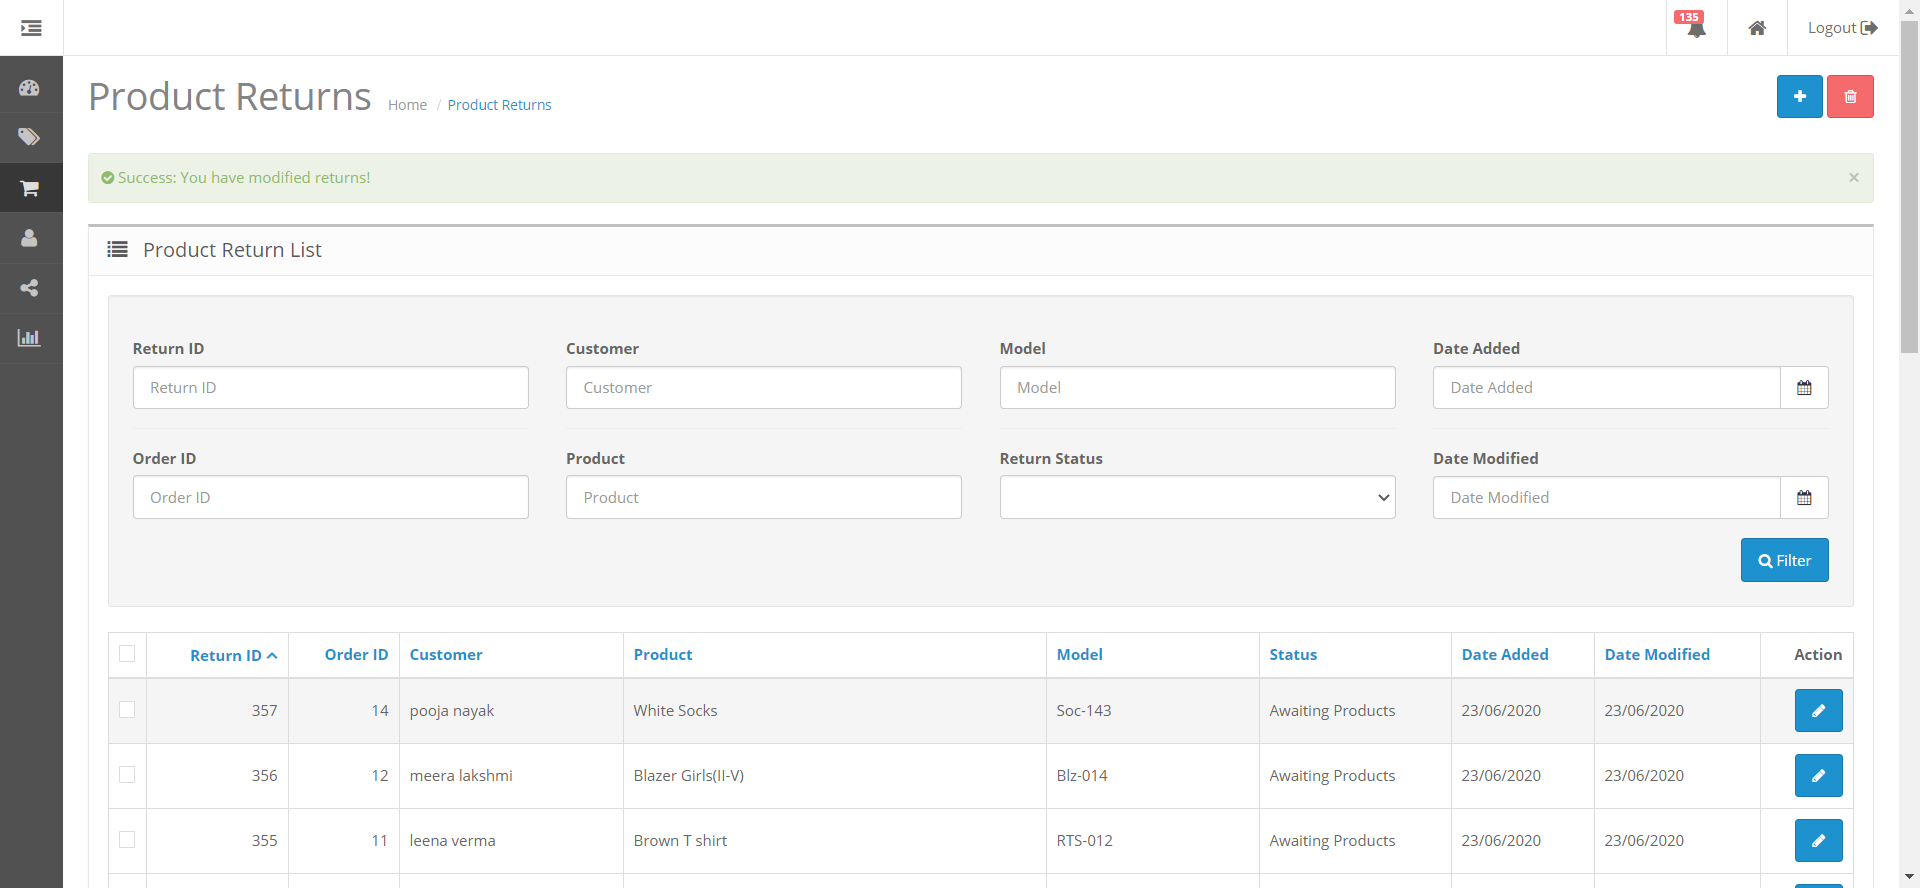 135
Logout
Product Returns
Home / Product Returns
Success: You have modified returns!
×
Product Return List
Return ID Customer Model Date Added
Return ID Customer Model Date Added
Order ID Product Return Status Date Modified
Order ID Product Date Modified
Filter
Return ID Order ID Customer Product Model Status Date Added Date Modified Action
357 14 pooja nayak White Socks Soc-143 Awaiting Products 23/06/2020 23/06/2020
356 12 meera lakshmi Blazer Girls(II-V) Blz-014 Awaiting Products 23/06/2020 23/06/2020
355 11 leena verma Brown T shirt RTS-012 Awaiting Products 23/06/2020 23/06/2020